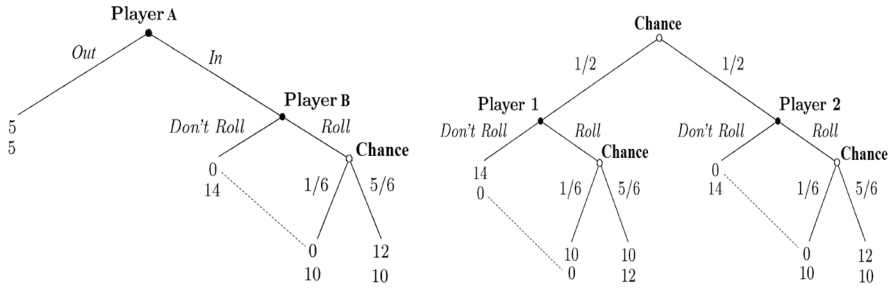 Player A
Out
In
5
5
Player B
Don't Roll
Roll
Chance
0
14
1/6
5/6
0
10
12
10
Chance
1/2
1/2
Player 1
Don't Roll
Roll
Chance
14
0
1/6
5/6
10
0
10
12
Player 2
Don't Roll
Roll
Chance
0
14
1/6
5/6
0
10
12
10